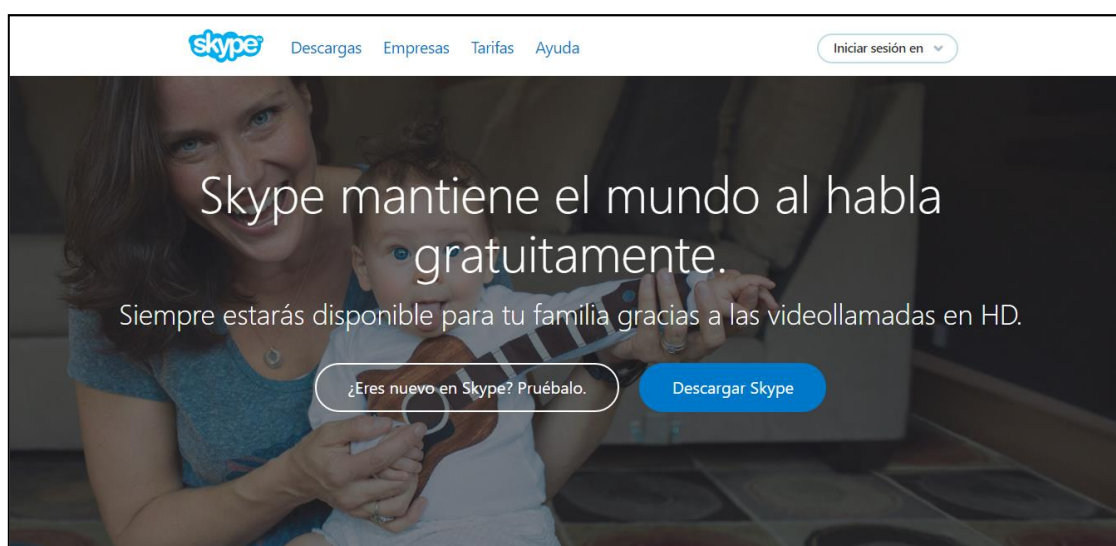 skype
Descargas Empresas Tarifas Ayuda
Iniciar sesión en
Skype mantiene el mundo al habla
gratuitamente.
Siempre estarás disponible para tu familia gracias a las videollamadas en HD.
¿Eres nuevo en Skype? Pruébalo.
Descargar Skype